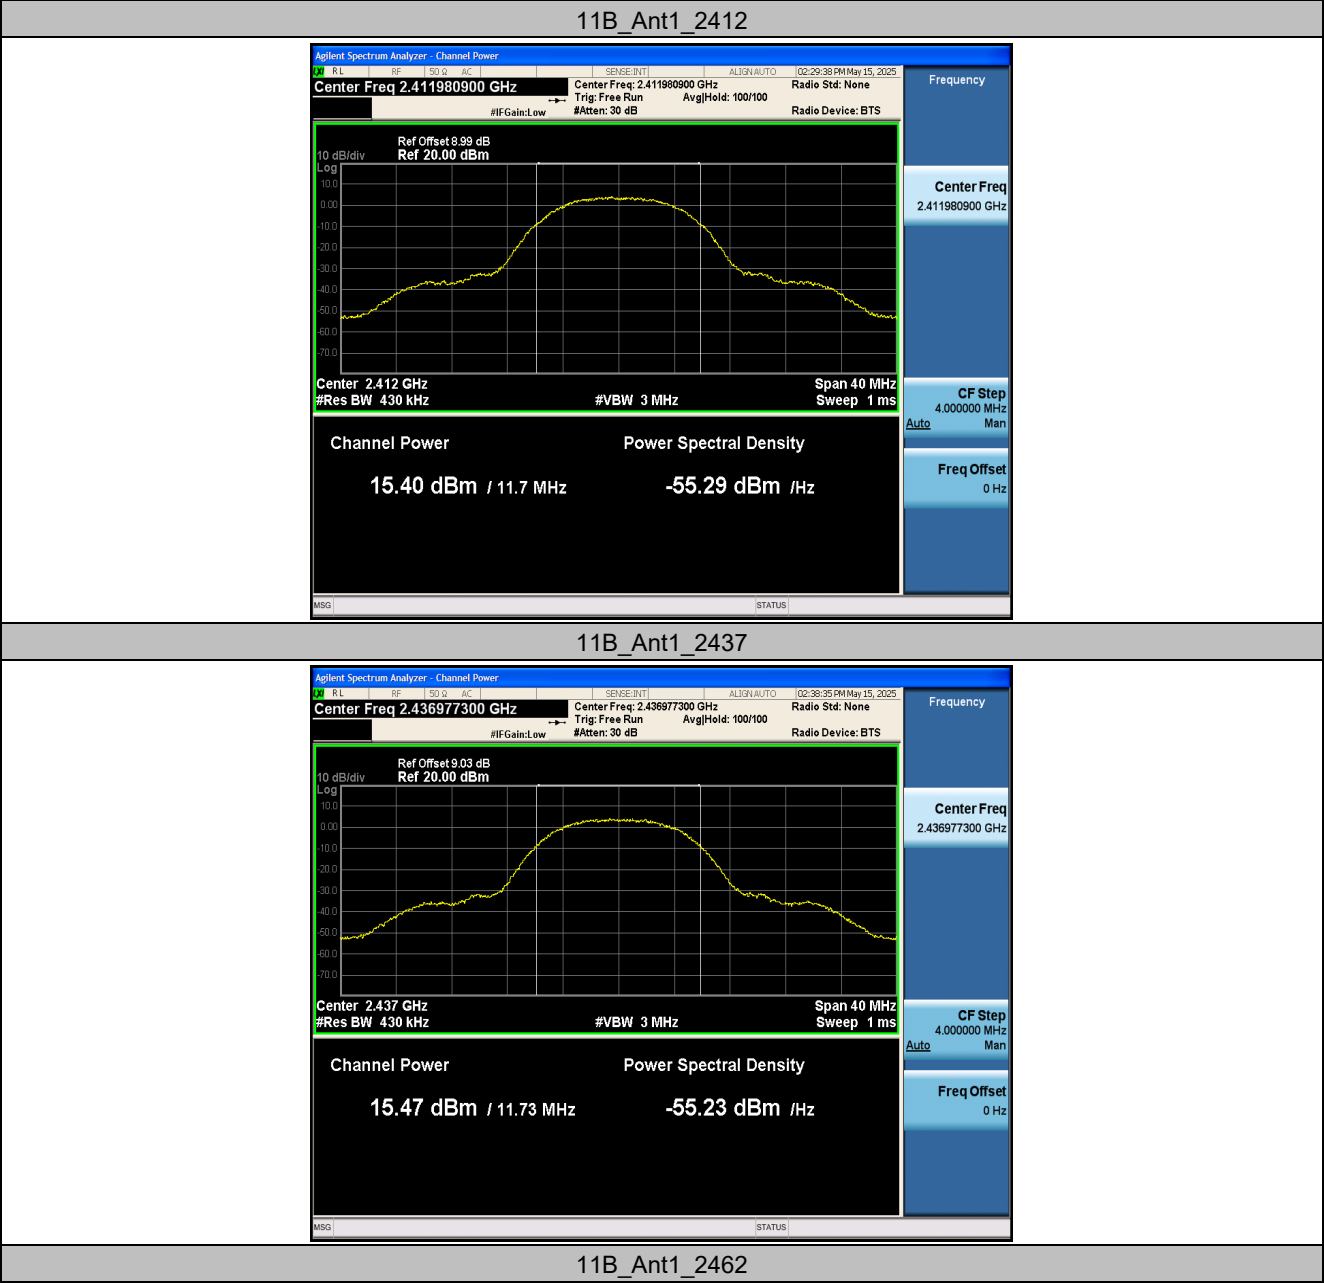 11B_Ant1_2412
Agilent Spectrum Analyzer - Channel Power
LXI RL RF 50 Ω AC SENSE:INT ALIGN AUTO 02:29:38 PM May 15, 2025
Center Freq 2.411980900 GHz
Center Freq: 2.411980900 GHz Radio Std: None
Trig: Free Run Avg|Hold: 100/100
#IFGain:Low #Atten: 30 dB Radio Device: BTS
Frequency
Ref Offset 8.99 dB
10 dB/div Ref 20.00 dBm
Log
10.0
0.00
-10.0
-20.0
-30.0
-40.0
-50.0
-60.0
-70.0
Center 2.412 GHz Span 40 MHz
#Res BW 430 kHz #VBW 3 MHz Sweep 1 ms
Center Freq
2.411980900 GHz
CF Step
4.000000 MHz
Auto Man
Freq Offset
0 Hz
Channel Power Power Spectral Density
15.40 dBm / 11.7 MHz -55.29 dBm /Hz
MSG STATUS
11B_Ant1_2437
Agilent Spectrum Analyzer - Channel Power
LXI RL RF 50 Ω AC SENSE:INT ALIGN AUTO 02:38:35 PM May 15, 2025
Center Freq 2.436977300 GHz
Center Freq: 2.436977300 GHz Radio Std: None
Trig: Free Run Avg|Hold: 100/100
#IFGain:Low #Atten: 30 dB Radio Device: BTS
Frequency
Ref Offset 9.03 dB
10 dB/div Ref 20.00 dBm
Log
10.0
0.00
-10.0
-20.0
-30.0
-40.0
-50.0
-60.0
-70.0
Center 2.437 GHz Span 40 MHz
#Res BW 430 kHz #VBW 3 MHz Sweep 1 ms
Center Freq
2.436977300 GHz
CF Step
4.000000 MHz
Auto Man
Freq Offset
0 Hz
Channel Power Power Spectral Density
15.47 dBm / 11.73 MHz -55.23 dBm /Hz
MSG STATUS
11B_Ant1_2462